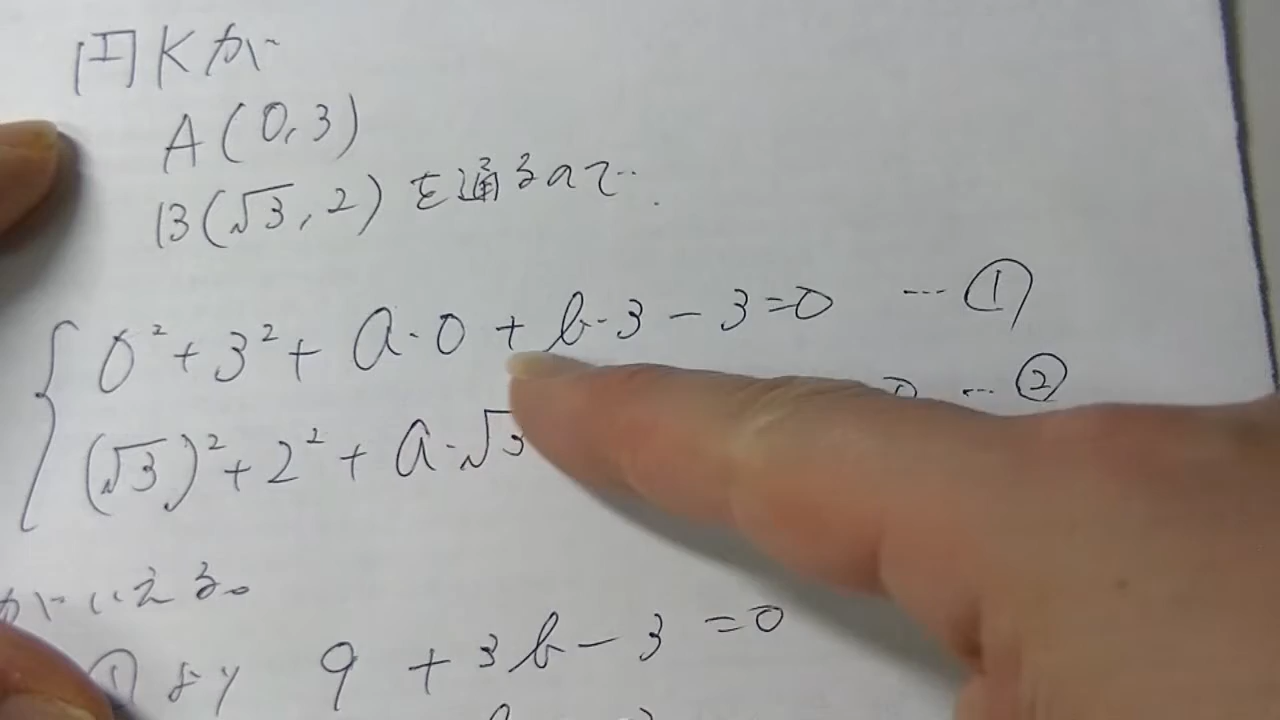 円Kが
A(0,3)
B(√3,2)を通るので
0²+3²+a·0+b·3-3=0 ···①
(√3)²+2²+a·√3 ···②
がいえる。
①より 9+3b-3=0